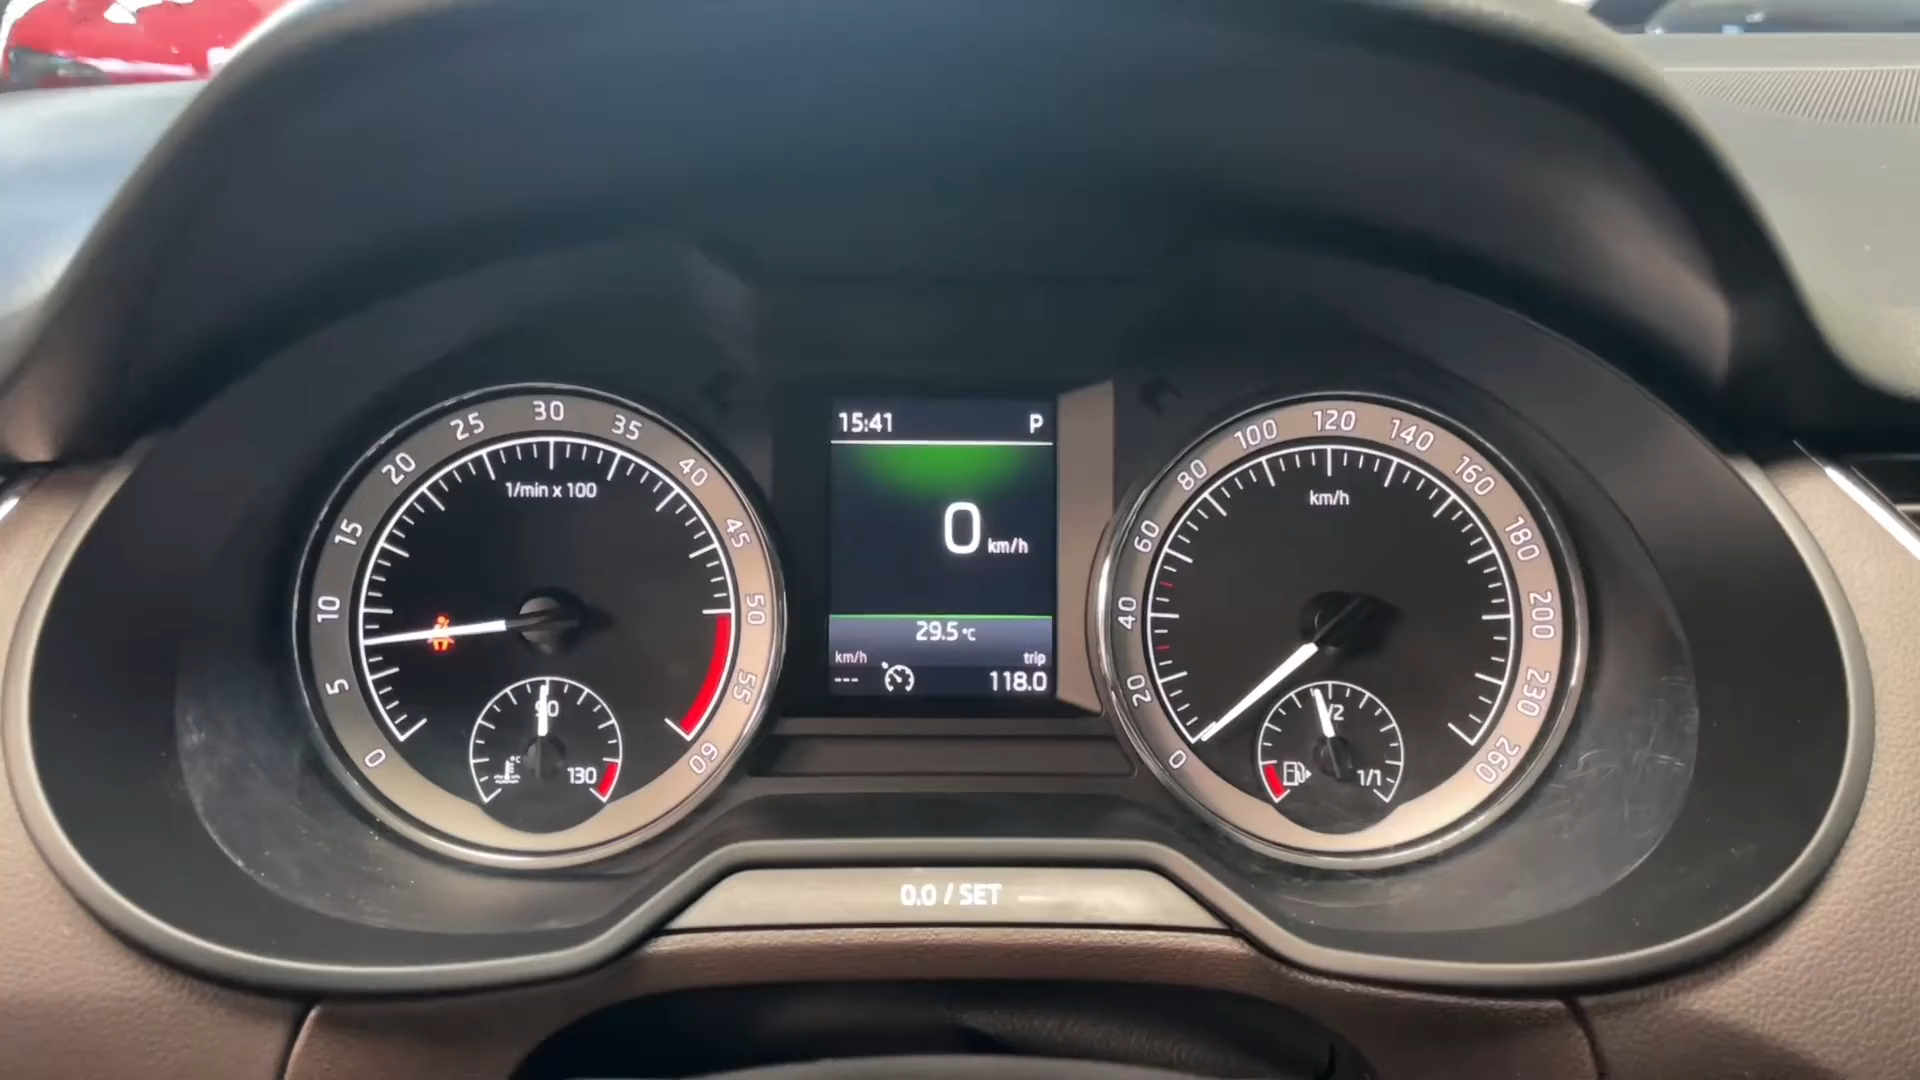 15:41 P
0 km/h
29.5 °C
km/h trip
--- 118.0
0 5 10 15 20 25 30 35 40 45 50 55 60
1/min x 100
90
°C 130
0 20 40 60 80 100 120 140 160 180 200 230 260
km/h
1/2
1/1
0.0 / SET